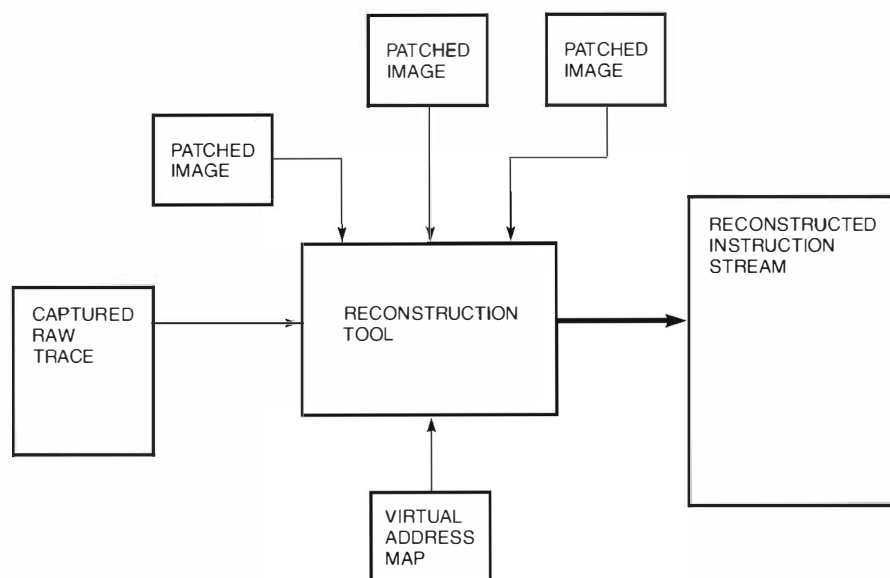 PATCHED
IMAGE
PATCHED
IMAGE
PATCHED
IMAGE
CAPTURED
RAW
TRACE
RECONSTRUCTION
TOOL
RECONSTRUCTED
INSTRUCTION
STREAM
VIRTUAL
ADDRESS
MAP